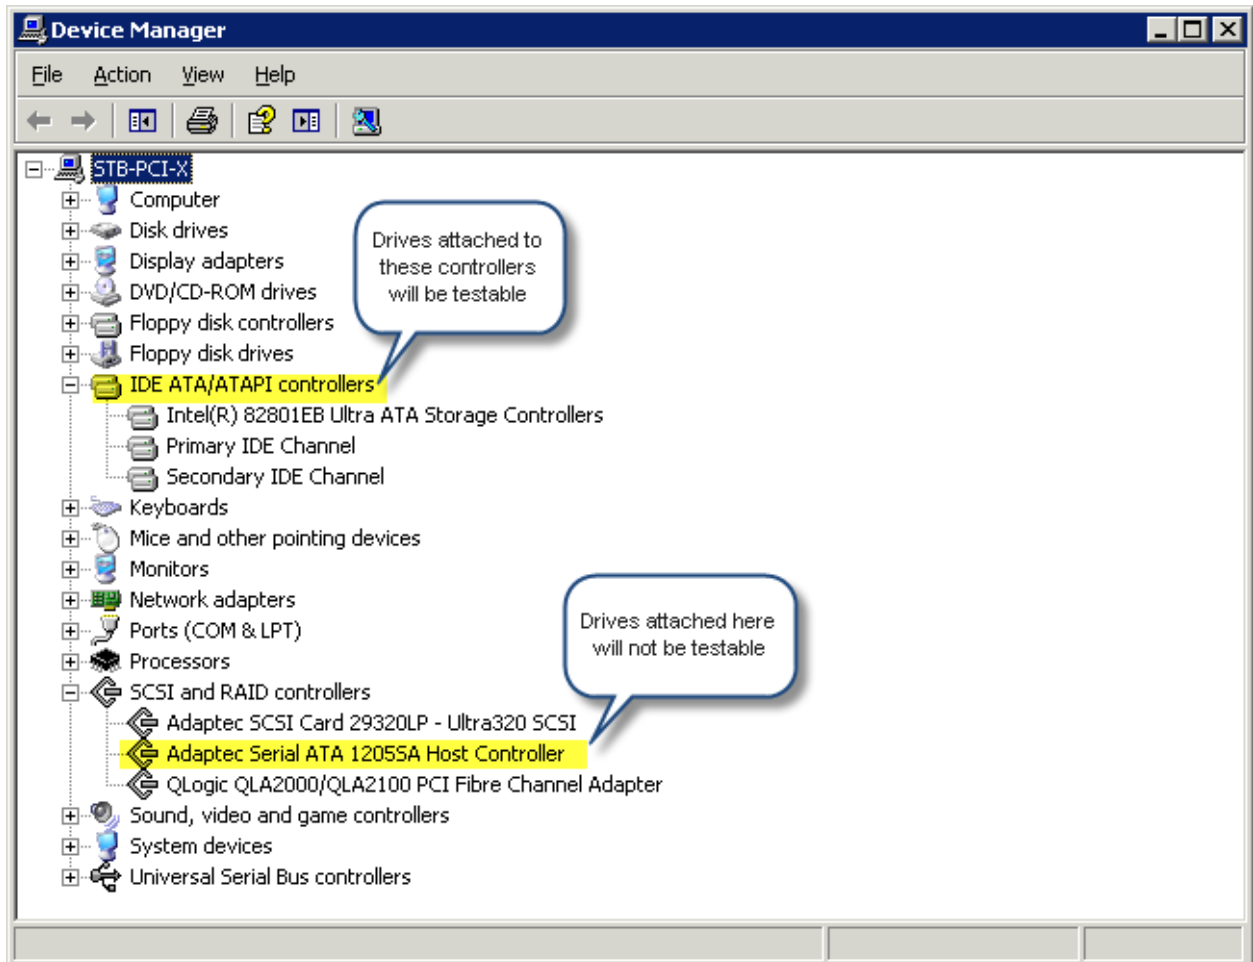 Device Manager
File Action View Help
STB-PCI-X
Computer
Disk drives
Display adapters
DVD/CD-ROM drives
Floppy disk controllers
Floppy disk drives
IDE ATA/ATAPI controllers
Intel(R) 82801EB Ultra ATA Storage Controllers
Primary IDE Channel
Secondary IDE Channel
Keyboards
Mice and other pointing devices
Monitors
Network adapters
Ports (COM & LPT)
Processors
SCSI and RAID controllers
Adaptec SCSI Card 29320LP - Ultra320 SCSI
Adaptec Serial ATA 1205SA Host Controller
QLogic QLA2000/QLA2100 PCI Fibre Channel Adapter
Sound, video and game controllers
System devices
Universal Serial Bus controllers
Drives attached to
these controllers
will be testable
Drives attached here
will not be testable